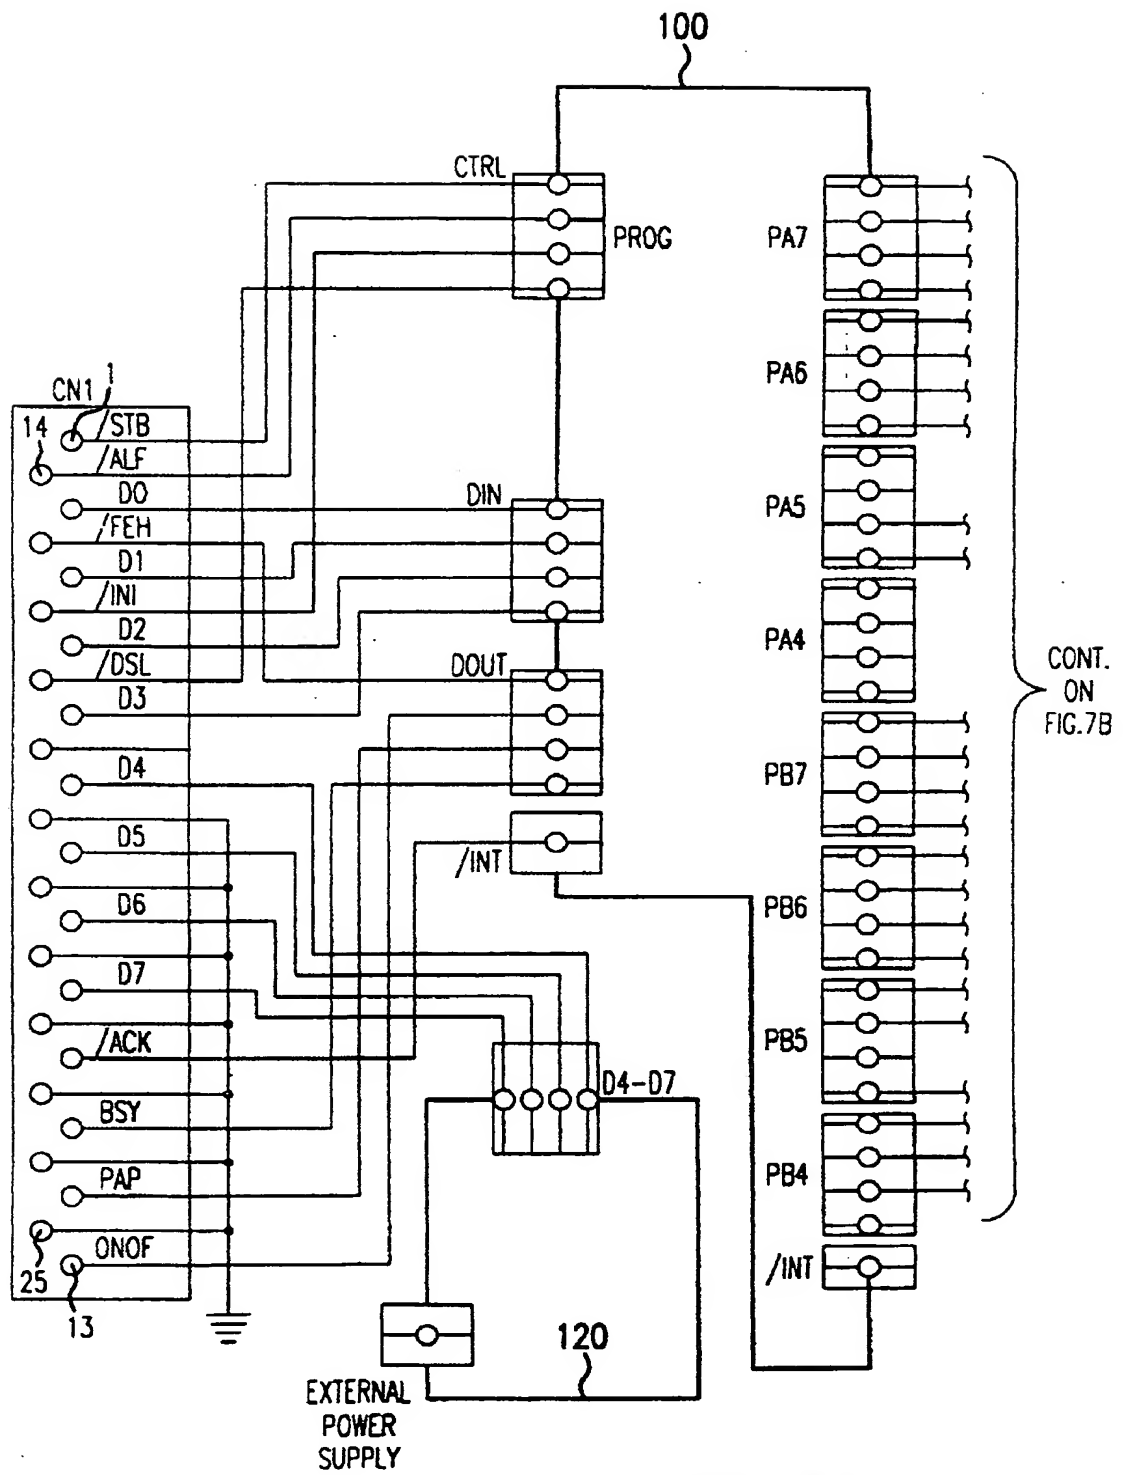 100
CTRL
PROG
PA7
PA6
CN1
1
14
/STB
/ALF
D0
/FEH
D1
/INI
D2
/DSL
D3
D4
D5
D6
D7
/ACK
BSY
PAP
ONOF
25
13
DIN
DOUT
/INT
D4-D7
PA5
PA4
PB7
PB6
PB5
PB4
/INT
CONT.
ON
FIG.7B
120
EXTERNAL
POWER
SUPPLY